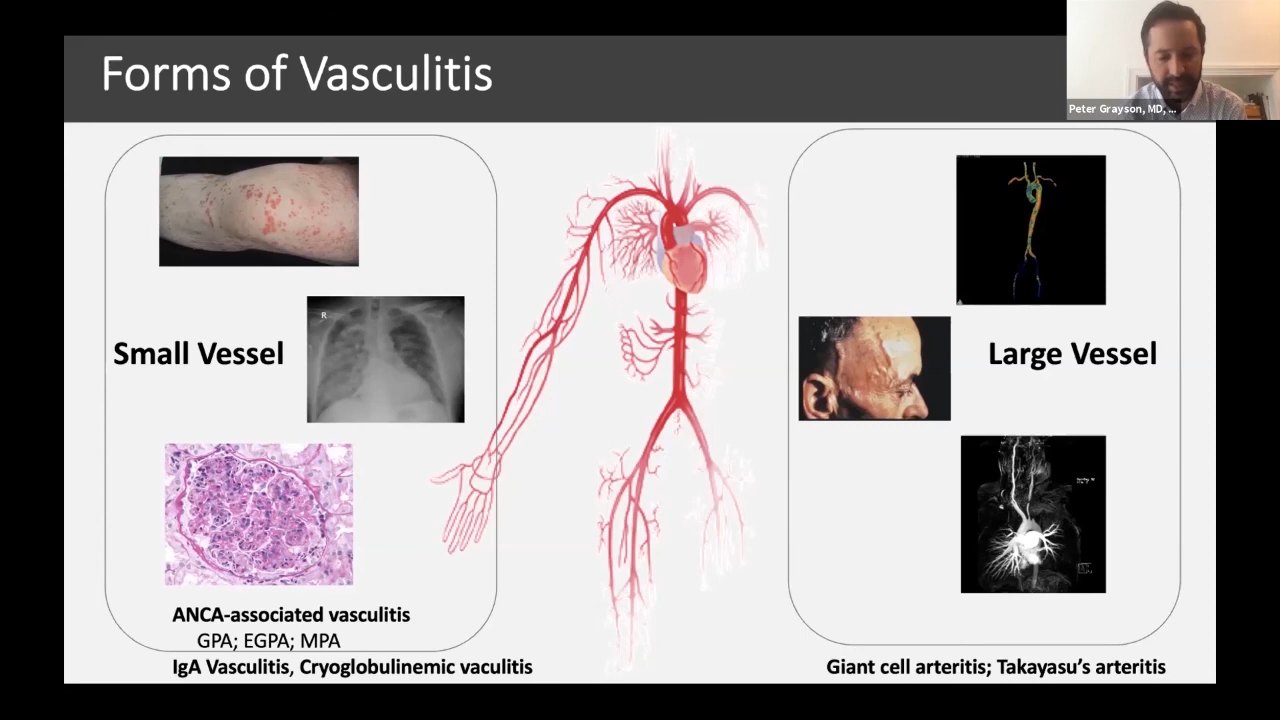 Forms of Vasculitis
Peter Grayson, MD, ...
Small Vessel
R
Large Vessel
ANCA-associated vasculitis
GPA; EGPA; MPA
IgA Vasculitis, Cryoglobulinemic vaculitis
Giant cell arteritis; Takayasu's arteritis